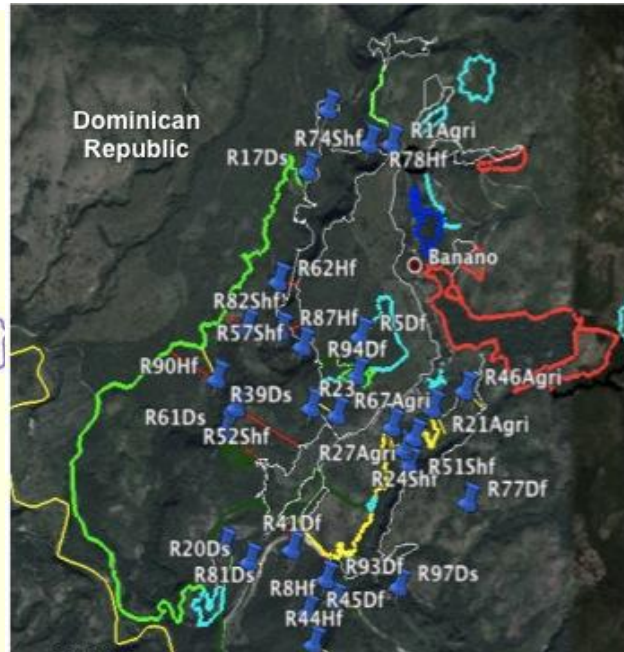 Dominican
Republic
R74Shf
R1Agri
R78Hf
R17Ds
Banano
R62Hf
R82Shf
R57Shf
R87Hf
R5Df
R94Df
R90Hf
R39Ds
R23
R46Agri
R67Agri
R61Ds
R52Shf
R21Agri
R27Agri
R51Shf
R24Shf
R77Df
R41Df
R20Ds
R81Ds
R93Df
R97Ds
R8Hf
R45Df
R44Hf